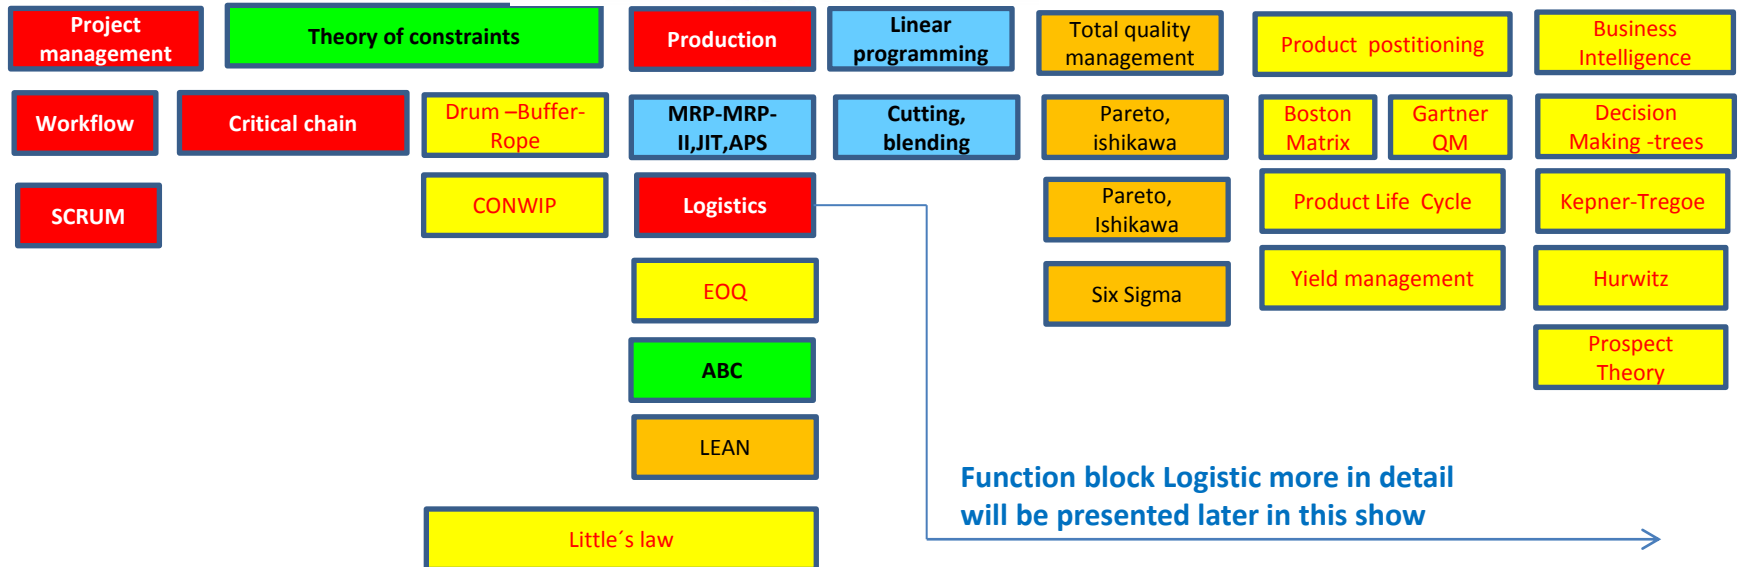 Project
management
Theory of constraints
Production
Linear
programming
Total quality
management
Product postitioning
Business
Intelligence
Workflow
Critical chain
Drum –Buffer-
Rope
MRP-MRP-
II,JIT,APS
Cutting,
blending
Pareto,
ishikawa
Boston
Matrix
Gartner
QM
Decision
Making -trees
SCRUM
CONWIP
Logistics
Pareto,
Ishikawa
Product Life Cycle
Kepner-Tregoe
EOQ
Six Sigma
Yield management
Hurwitz
ABC
Prospect
Theory
LEAN
Function block Logistic more in detail
will be presented later in this show
Little´s law